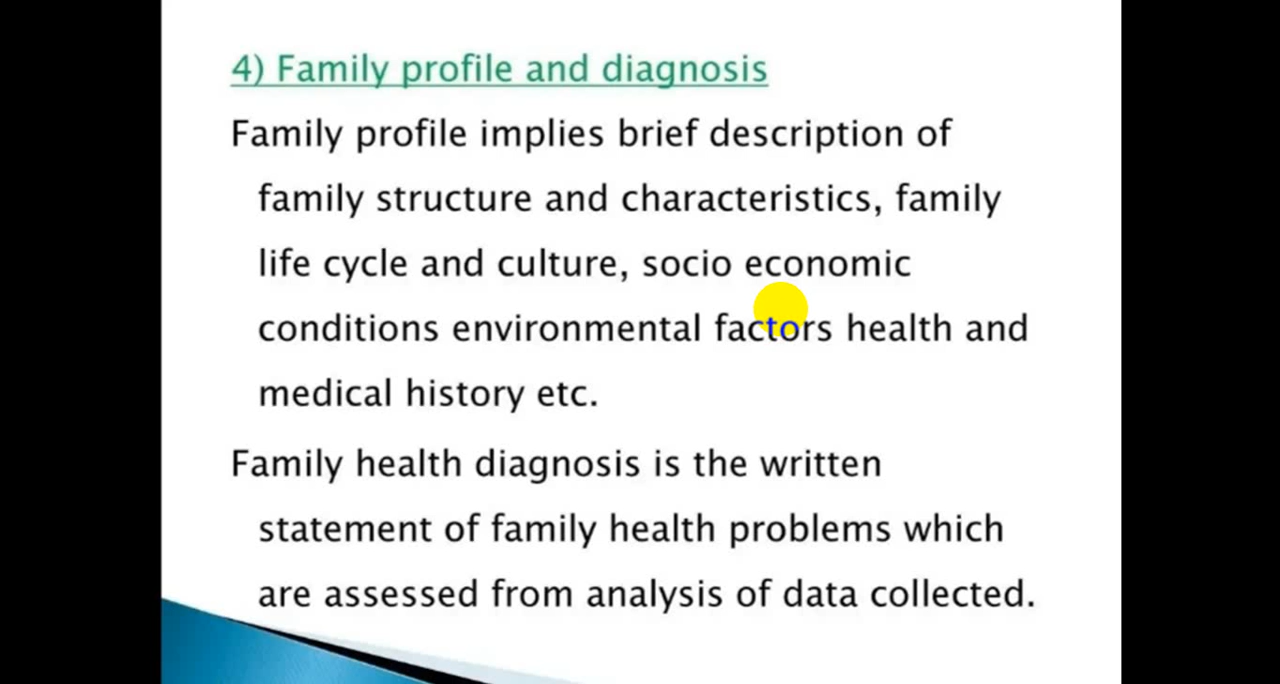 4) Family profile and diagnosis
Family profile implies brief description of
family structure and characteristics, family
life cycle and culture, socio economic
conditions environmental factors health and
medical history etc.
Family health diagnosis is the written
statement of family health problems which
are assessed from analysis of data collected.